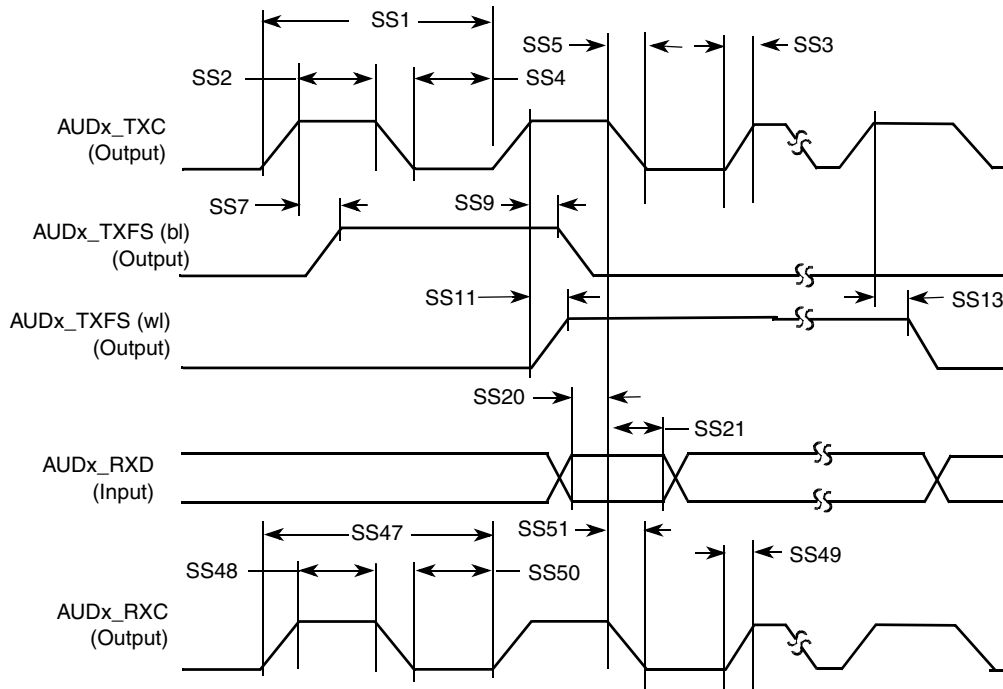 SS1
SS5
SS3
SS2
SS4
AUDx_TXC
(Output)
SS7
SS9
AUDx_TXFS (bl)
(Output)
SS11
SS13
AUDx_TXFS (wl)
(Output)
SS20
SS21
AUDx_RXD
(Input)
SS47
SS51
SS49
SS48
SS50
AUDx_RXC
(Output)